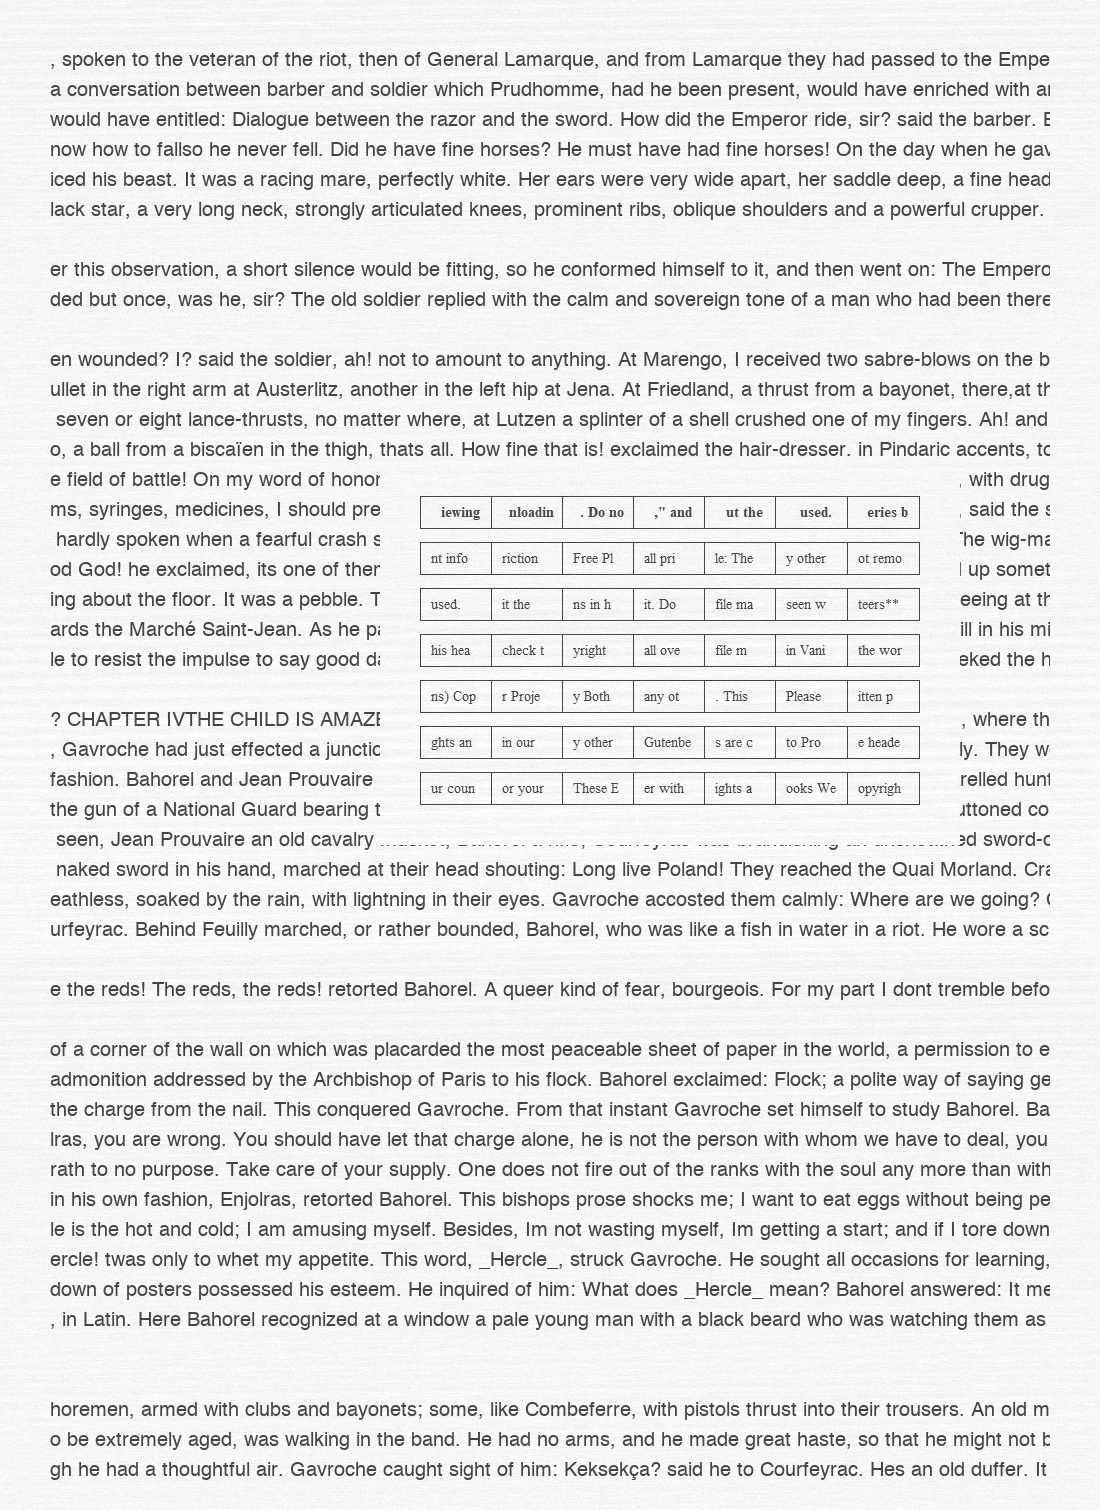 , spoken to the veteran of the riot, then of General Lamarque, and from Lamarque they had passed to the Empe
a conversation between barber and soldier which Prudhomme, had he been present, would have enriched with
would have entitled: Dialogue between the razor and the sword. How did the Emperor ride, sir? said the barber.
now how to fallso he never fell. Did he have fine horses? He must have had fine horses! On the day when he gav
iced his beast. It was a racing mare, perfectly white. Her ears were very wide apart, her saddle deep, a fine head
lack star, a very long neck, strongly articulated knees, prominent ribs, oblique shoulders and a powerful crupper.
er this observation, a short silence would be fitting, so he conformed himself to it, and then went on: The Empero
ded but once, was he, sir? The old soldier replied with the calm and sovereign tone of a man who had been there
en wounded? I? said the soldier, ah! not to amount to anything. At Marengo, I received two sabre-blows on the b
ullet in the right arm at Austerlitz, another in the left hip at Jena. At Friedland, a thrust from a bayonet, there,at th
seven or eight lance-thrusts, no matter where, at Lutzen a splinter of a shell crushed one of my fingers. Ah! and
o, a ball from a biscaïen in the thigh, thats all. How fine that is! exclaimed the hair-dresser. in Pindaric accents, to
e field of battle! On my word of honor , with drug
ms, syringes, medicines, I should pre , said the s
hardly spoken when a fearful crash s The wig-ma
od God! he exclaimed, its one of them up somet
ing about the floor. It was a pebble. T eeing at th
ards the Marché Saint-Jean. As he pa ill in his mi
le to resist the impulse to say good da eked the h
? CHAPTER IVTHE CHILD IS AMAZE , where th
, Gavroche had just effected a junctio ly. They w
fashion. Bahorel and Jean Prouvaire rrelled hunt
the gun of a National Guard bearing t uttoned co
seen, Jean Prouvaire an old cavalry musket, Bahorel a rifle; Courfeyrac was brandishing an unsheathed sword-c
naked sword in his hand, marched at their head shouting: Long live Poland! They reached the Quai Morland. Cra
eathless, soaked by the rain, with lightning in their eyes. Gavroche accosted them calmly: Where are we going?
urfeyrac. Behind Feuilly marched, or rather bounded, Bahorel, who was like a fish in water in a riot. He wore a sc
e the reds! The reds, the reds! retorted Bahorel. A queer kind of fear, bourgeois. For my part I dont tremble befo
of a corner of the wall on which was placarded the most peaceable sheet of paper in the world, a permission to e
admonition addressed by the Archbishop of Paris to his flock. Bahorel exclaimed: Flock; a polite way of saying ge
the charge from the nail. This conquered Gavroche. From that instant Gavroche set himself to study Bahorel. Ba
lras, you are wrong. You should have let that charge alone, he is not the person with whom we have to deal, you
rath to no purpose. Take care of your supply. One does not fire out of the ranks with the soul any more than with
in his own fashion, Enjolras, retorted Bahorel. This bishops prose shocks me; I want to eat eggs without being pe
le is the hot and cold; I am amusing myself. Besides, Im not wasting myself, Im getting a start; and if I tore down
ercle! twas only to whet my appetite. This word, _Hercle_, struck Gavroche. He sought all occasions for learning,
down of posters possessed his esteem. He inquired of him: What does _Hercle_ mean? Bahorel answered: It me
, in Latin. Here Bahorel recognized at a window a pale young man with a black beard who was watching them as
horemen, armed with clubs and bayonets; some, like Combeferre, with pistols thrust into their trousers. An old m
o be extremely aged, was walking in the band. He had no arms, and he made great haste, so that he might not b
gh he had a thoughtful air. Gavroche caught sight of him: Keksekça? said he to Courfeyrac. Hes an old duffer. It
iewing nloadin . Do no ," and ut the used. eries b
nt info riction Free Pl all pri le: The y other ot remo
used. it the ns in h it. Do file ma seen w teers**
his hea check t yright all ove file m in Vani the wor
ns) Cop r Proje y Both any ot . This Please itten p
ghts an in our y other Gutenbe s are c to Pro e heade
ur coun or your These E er with ights a ooks We opyrigh